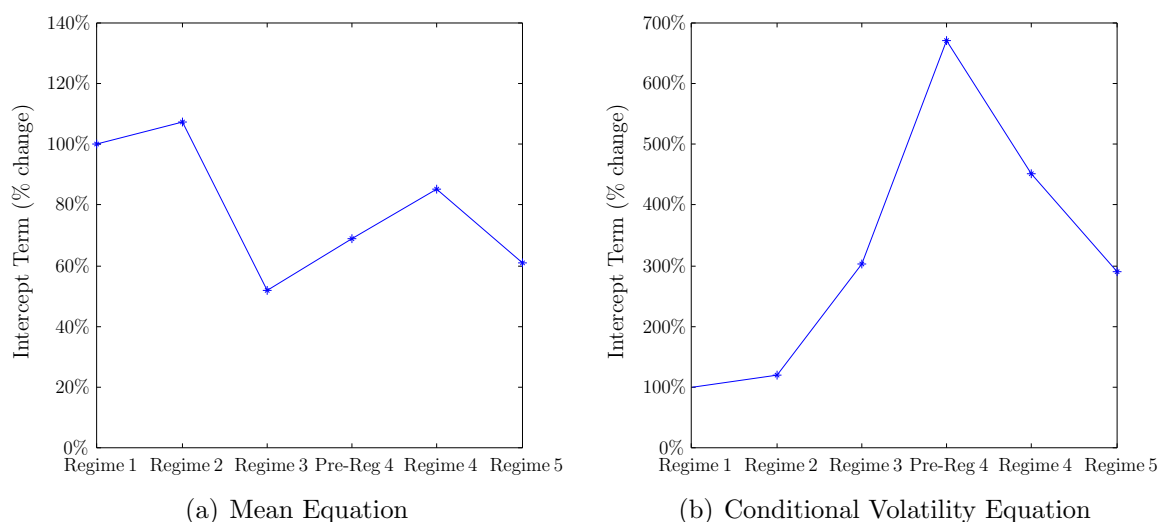 140%
120%
100%
80%
60%
40%
20%
0%
Intercept Term (% change)
Regime 1 Regime 2 Regime 3 Pre-Reg 4 Regime 4 Regime 5
(a) Mean Equation
700%
600%
500%
400%
300%
200%
100%
0%
Intercept Term (% change)
Regime 1 Regime 2 Regime 3 Pre-Reg 4 Regime 4 Regime 5
(b) Conditional Volatility Equation